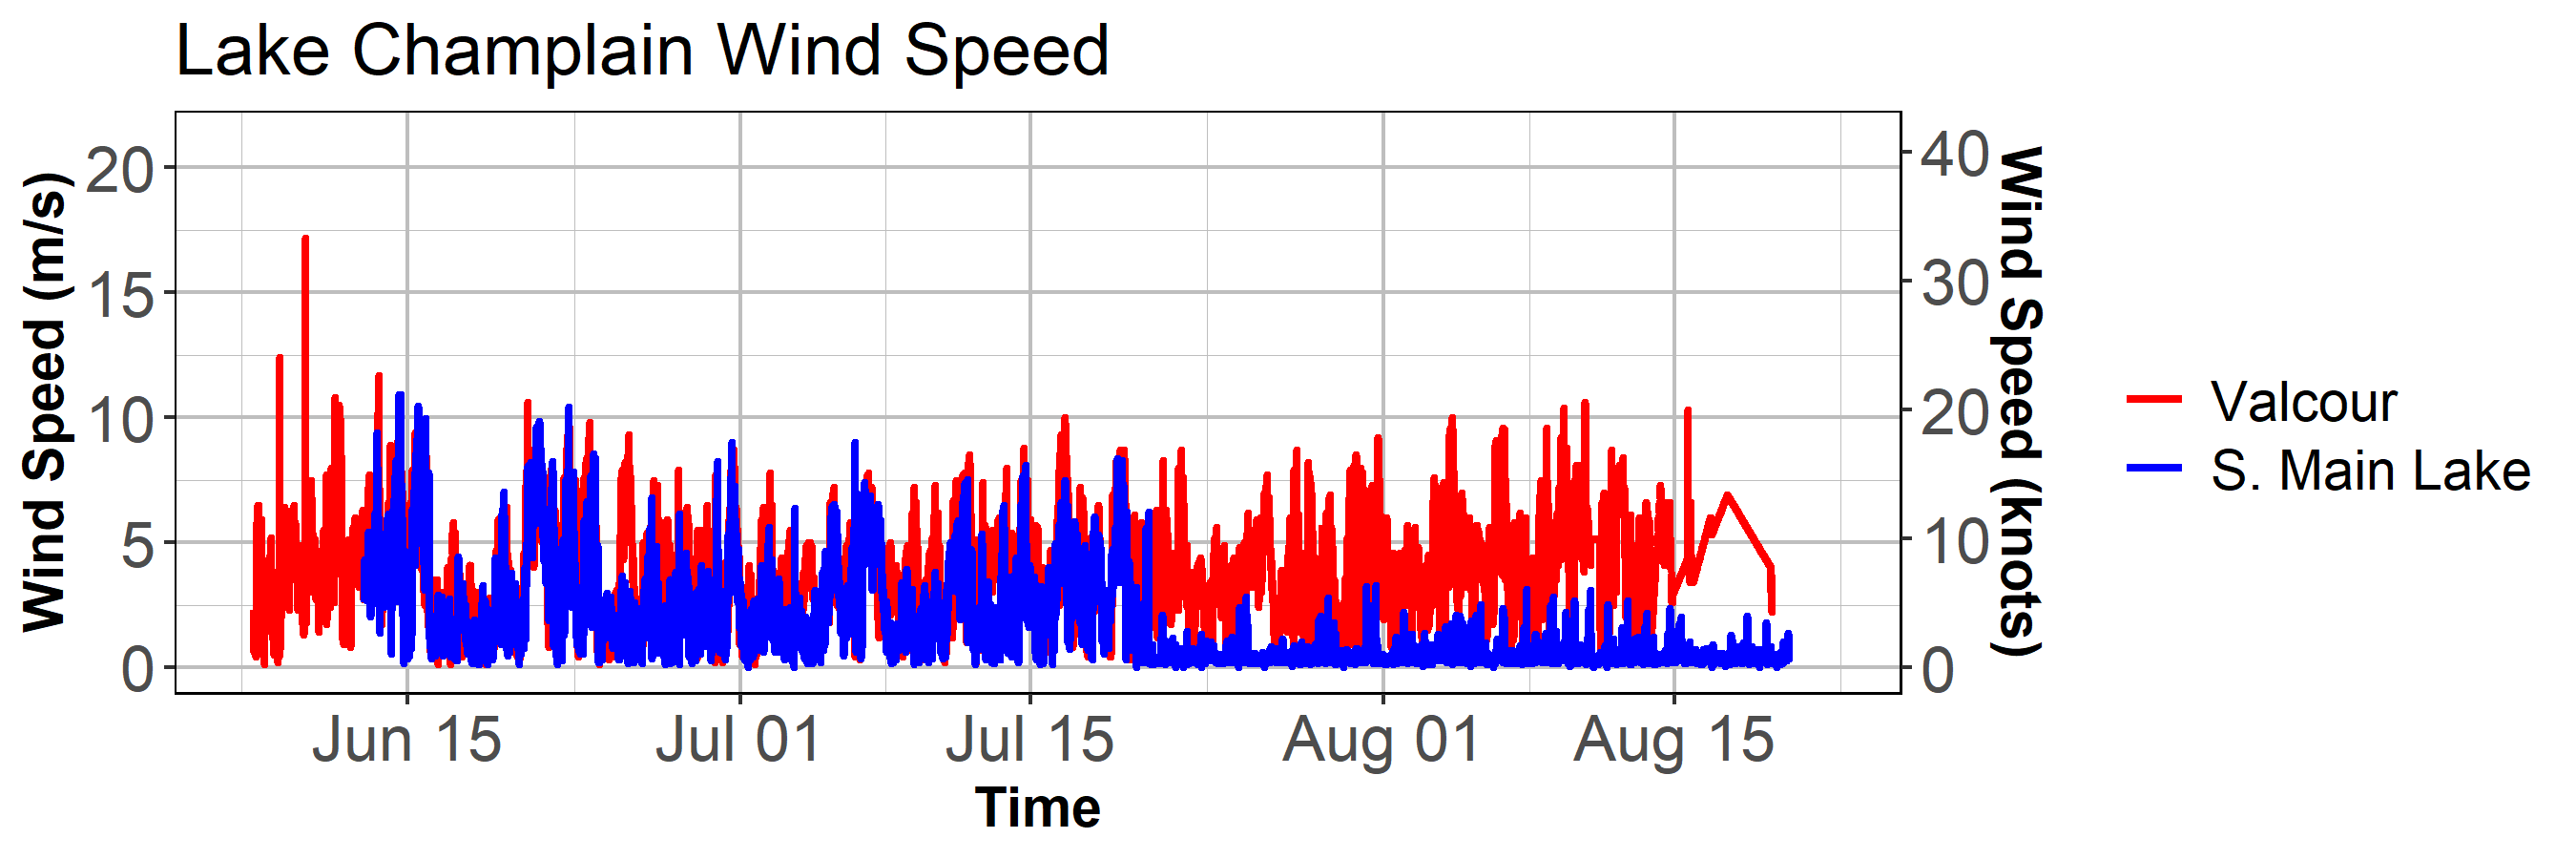 Lake Champlain Wind Speed
Wind Speed (m/s)
20
15
10
5
0
40
30
20
10
0
Wind Speed (knots)
Jun 15
Jul 01
Jul 15
Aug 01
Aug 15
Time
Valcour
S. Main Lake